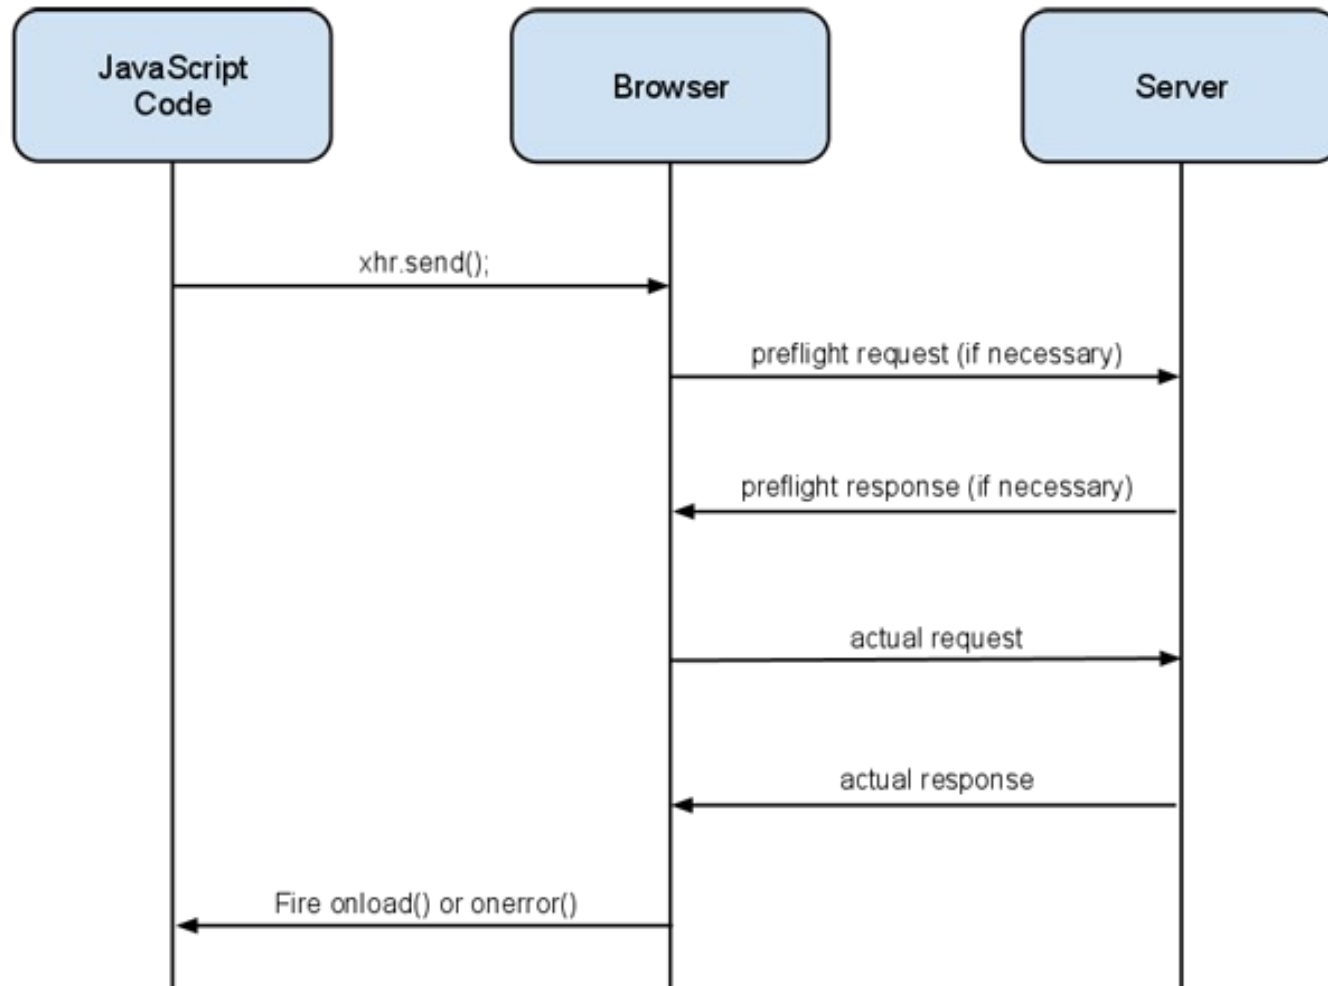 JavaScript
Code
Browser
Server
xhr.send();
preflight request (if necessary)
preflight response (if necessary)
actual request
actual response
Fire onload() or onerror()